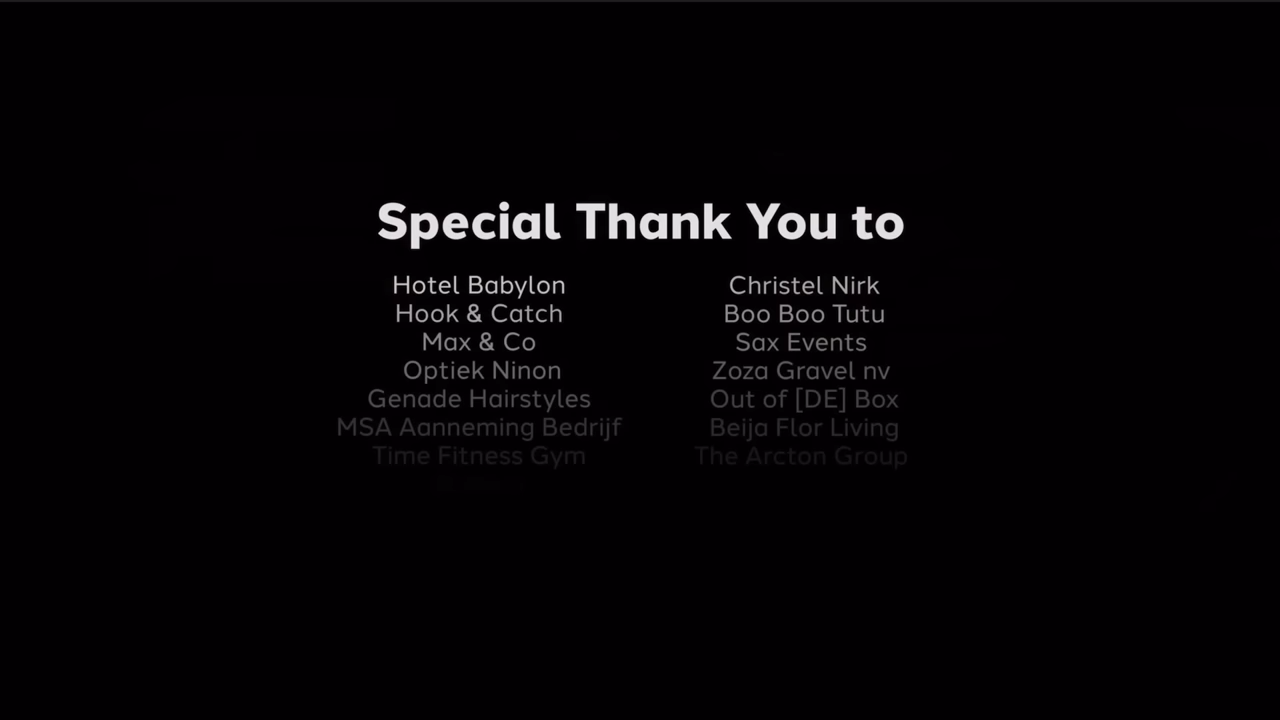 Special Thank You to
Hotel Babylon
Hook & Catch
Max & Co
Optiek Ninon
Genade Hairstyles
MSA Aanneming Bedrijf
Time Fitness Gym
Christel Nirk
Boo Boo Tutu
Sax Events
Zoza Gravel nv
Out of [DE] Box
Beija Flor Living
The Arcton Group